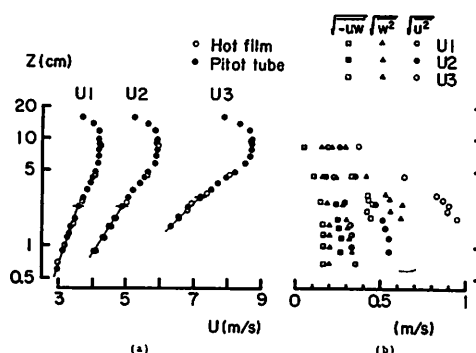 Z(cm)
○ Hot film
● Pitot tube
U1 U2 U3
20
10
5
1
0.5
3 5 7 9
U(m/s)
(a)
√-uw √w² √u²
□ △ ○ U1
■ ▲ ● U2
□ △ ○ U3
0 0.5 1
(m/s)
(b)